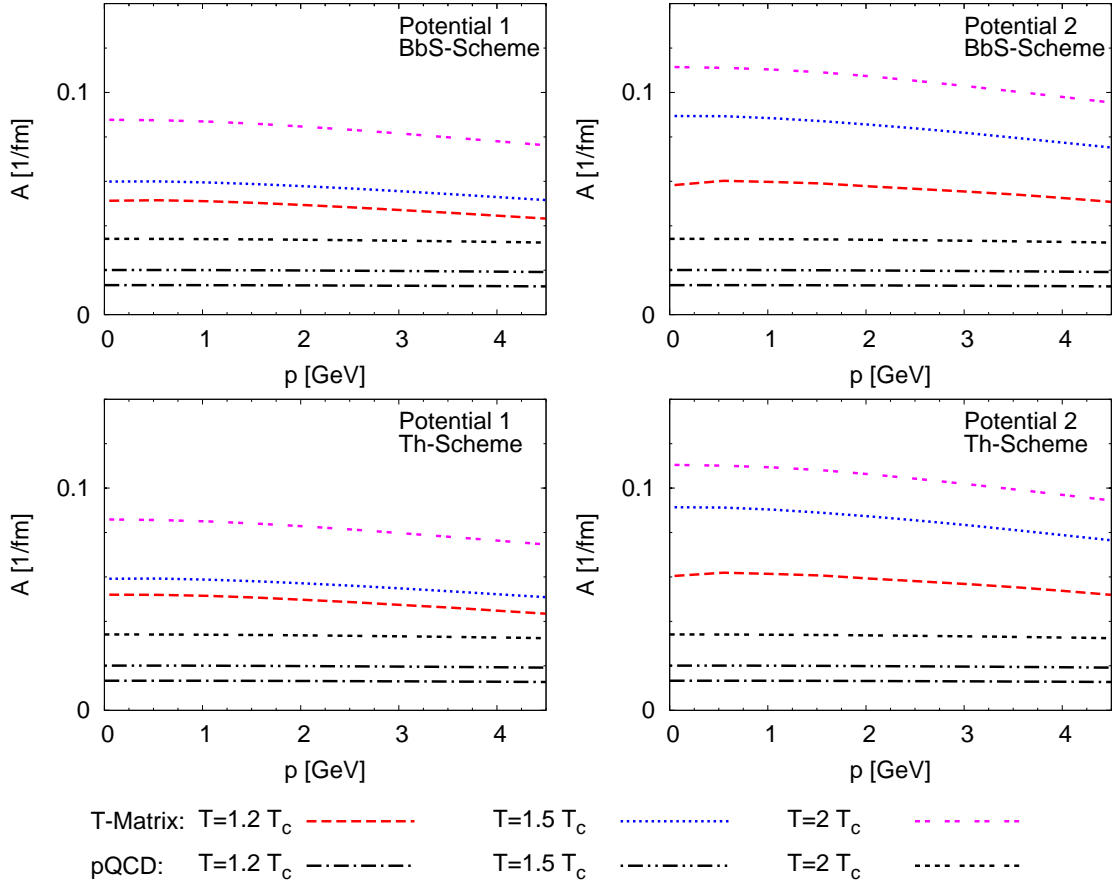 Potential 1
BbS-Scheme
0.1
0
A [1/fm]
0 1 2 3 4
p [GeV]
Potential 2
BbS-Scheme
0.1
0
A [1/fm]
0 1 2 3 4
p [GeV]
Potential 1
Th-Scheme
0.1
0
A [1/fm]
0 1 2 3 4
p [GeV]
Potential 2
Th-Scheme
0.1
0
A [1/fm]
0 1 2 3 4
p [GeV]
T-Matrix: T=1.2 T_c T=1.5 T_c T=2 T_c
pQCD: T=1.2 T_c T=1.5 T_c T=2 T_c